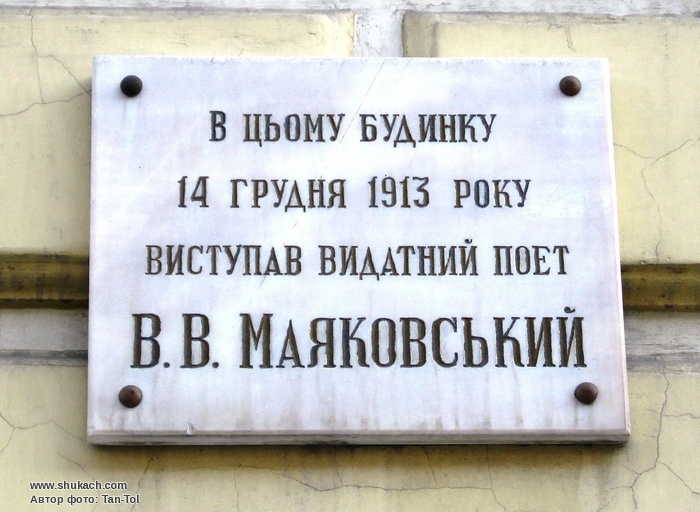 В ЦЬОМУ БУДИНКУ
14 ГРУДНЯ 1913 РОКУ
ВИСТУПАВ ВИДАТНИЙ ПОЕТ
В. В. МАЯКОВСЬКИЙ
www.shukach.com
Автор фото: Tan-Tol